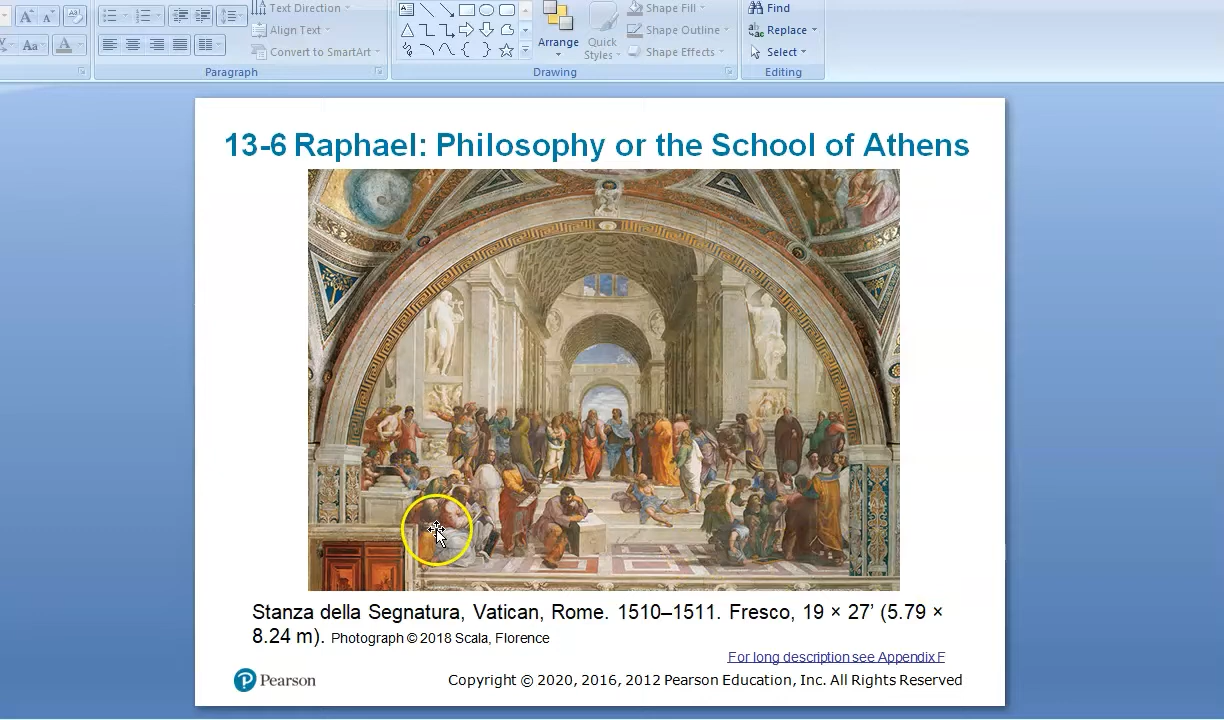 Text Direction
Align Text
Convert to SmartArt
Aa
A
Paragraph
Arrange
Quick
Styles
Shape Fill
Shape Outline
Shape Effects
Drawing
Find
Replace
Select
Editing
13-6 Raphael: Philosophy or the School of Athens
Stanza della Segnatura, Vatican, Rome. 1510–1511. Fresco, 19 × 27’ (5.79 ×
8.24 m). Photograph © 2018 Scala, Florence
For long description see Appendix F
P Pearson
Copyright © 2020, 2016, 2012 Pearson Education, Inc. All Rights Reserved